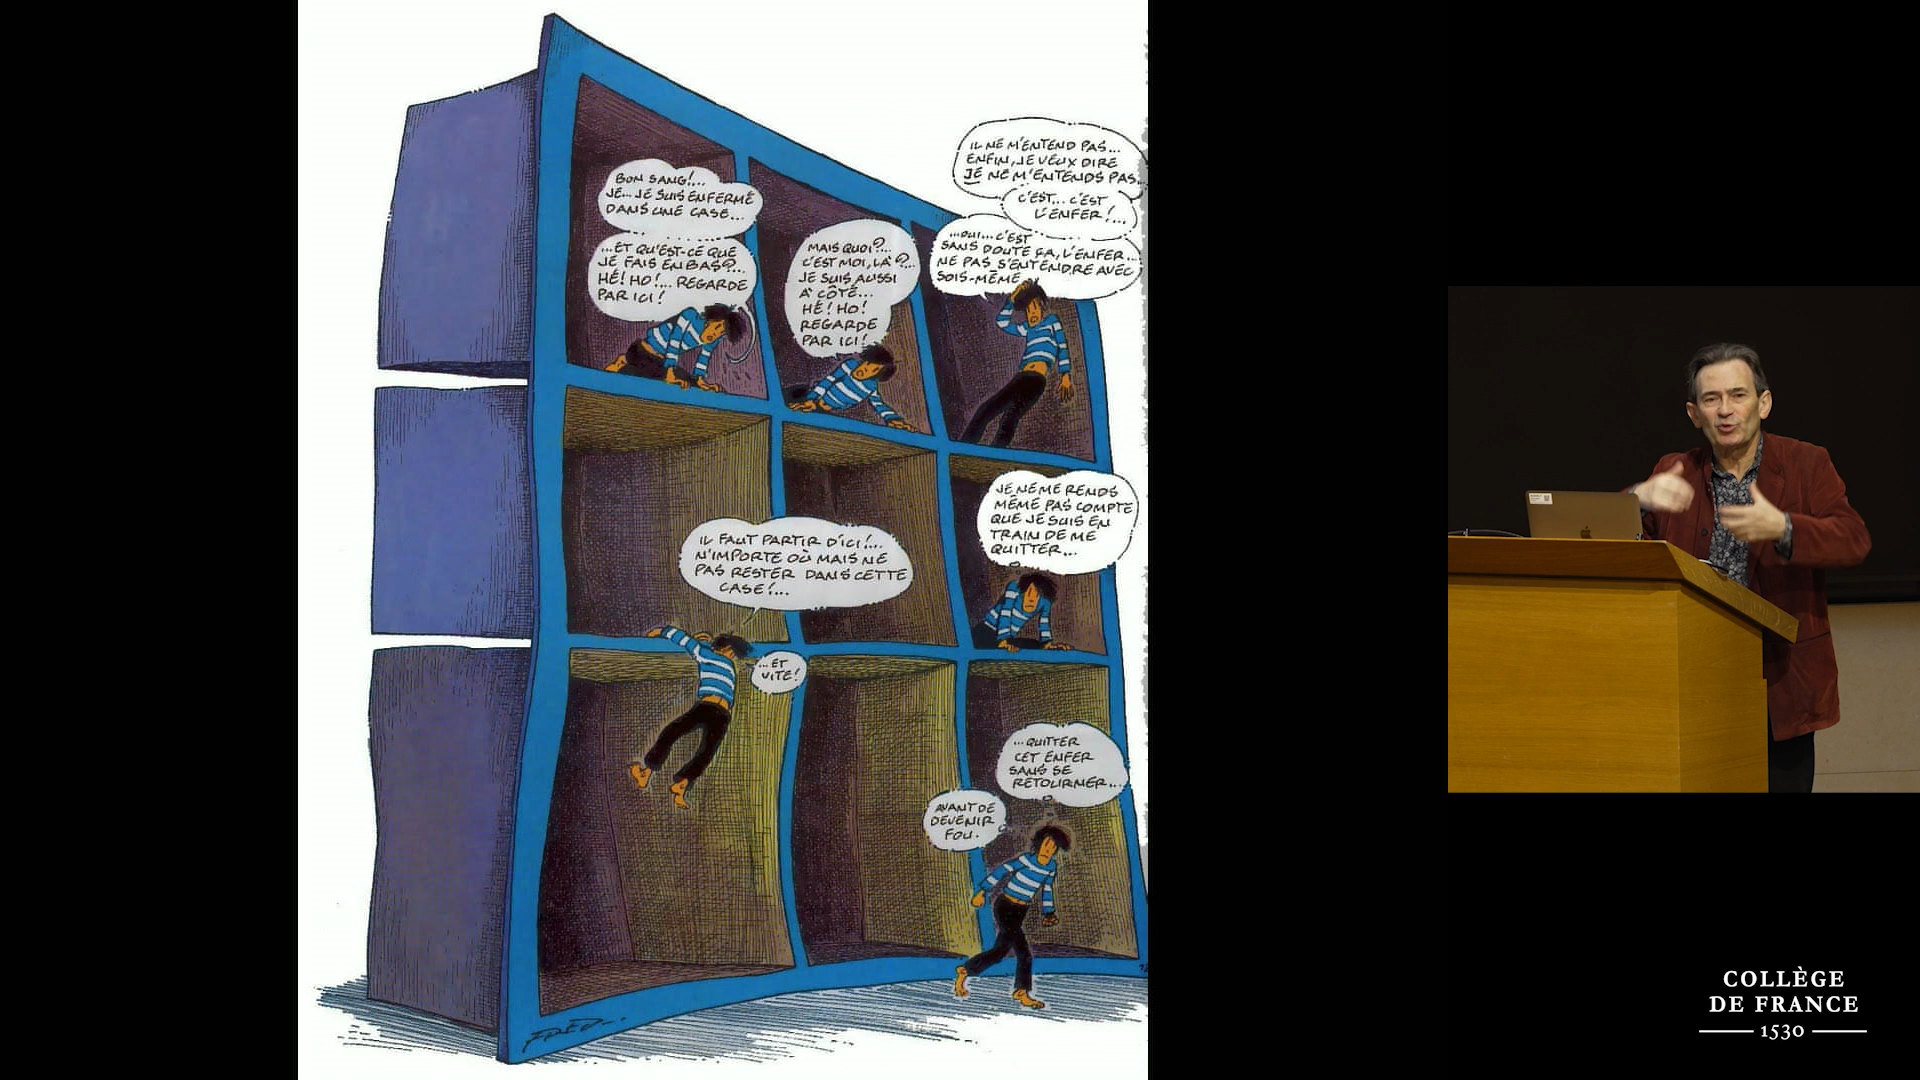 BON SANG!...
JE... JE SUIS ENFERMÉ
DANS UNE CASE...
...ET QU'EST-CE QUE
JE FAIS EN BAS?...
HÉ! HO!... REGARDE
PAR ICI!
MAIS QUOI?...
C'EST MOI, LÀ?...
JE SUIS AUSSI
À CÔTÉ...
HÉ! HO!
REGARDE
PAR ICI!
IL NE M'ENTEND PAS...
ENFIN, JE VEUX DIRE
JE NE M'ENTENDS PAS...
C'EST... C'EST
L'ENFER!...
...OUI... C'EST
SANS DOUTE ÇA, L'ENFER...
NE PAS S'ENTENDRE AVEC
SOIS-MÊME...
IL FAUT PARTIR D'ICI!...
N'IMPORTE OÙ MAIS NE
PAS RESTER DANS CETTE
CASE!...
...ET
VITE!
JE NE ME RENDS
MÊME PAS COMPTE
QUE JE SUIS EN
TRAIN DE ME
QUITTER...
...QUITTER
CET ENFER
SANS SE
RETOURNER...
AVANT DE
DEVENIR
FOU.
FRED
COLLÈGE
DE FRANCE
1530